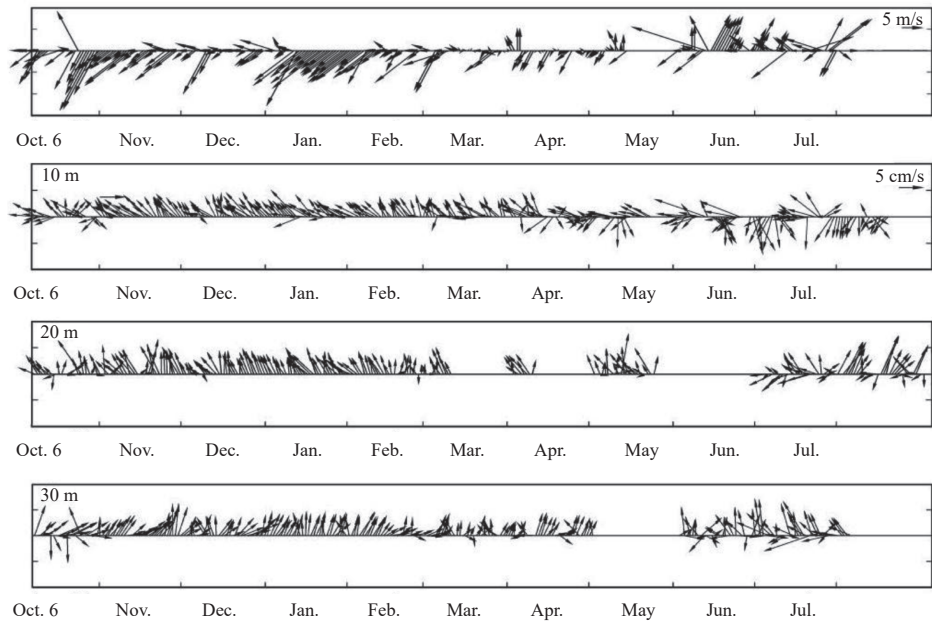 5 m/s
Oct. 6 Nov. Dec. Jan. Feb. Mar. Apr. May Jun. Jul.
10 m
5 cm/s
Oct. 6 Nov. Dec. Jan. Feb. Mar. Apr. May Jun. Jul.
20 m
Oct. 6 Nov. Dec. Jan. Feb. Mar. Apr. May Jun. Jul.
30 m
Oct. 6 Nov. Dec. Jan. Feb. Mar. Apr. May Jun. Jul.